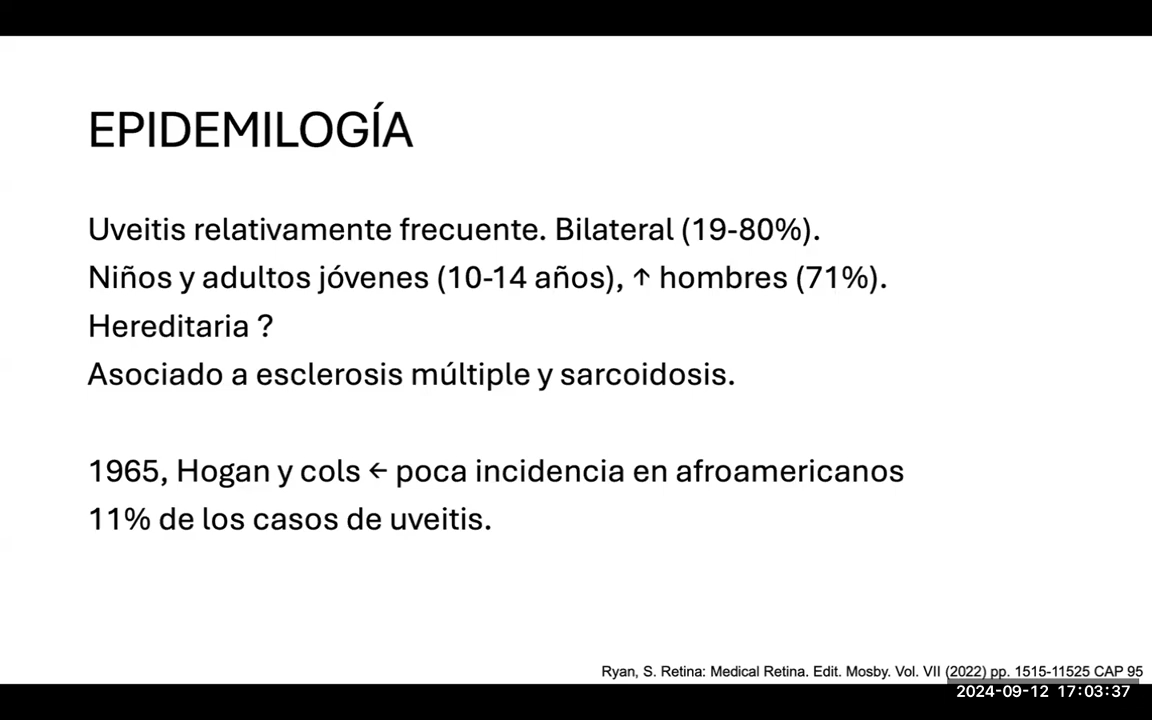 EPIDEMILOGÍA
Uveitis relativamente frecuente. Bilateral (19-80%).
Niños y adultos jóvenes (10-14 años), ↑ hombres (71%).
Hereditaria ?
Asociado a esclerosis múltiple y sarcoidosis.
1965, Hogan y cols ← poca incidencia en afroamericanos
11% de los casos de uveitis.
Ryan, S. Retina: Medical Retina. Edit. Mosby. Vol. VII (2022) pp. 1515-11525 CAP 95
2024-09-12 17:03:37